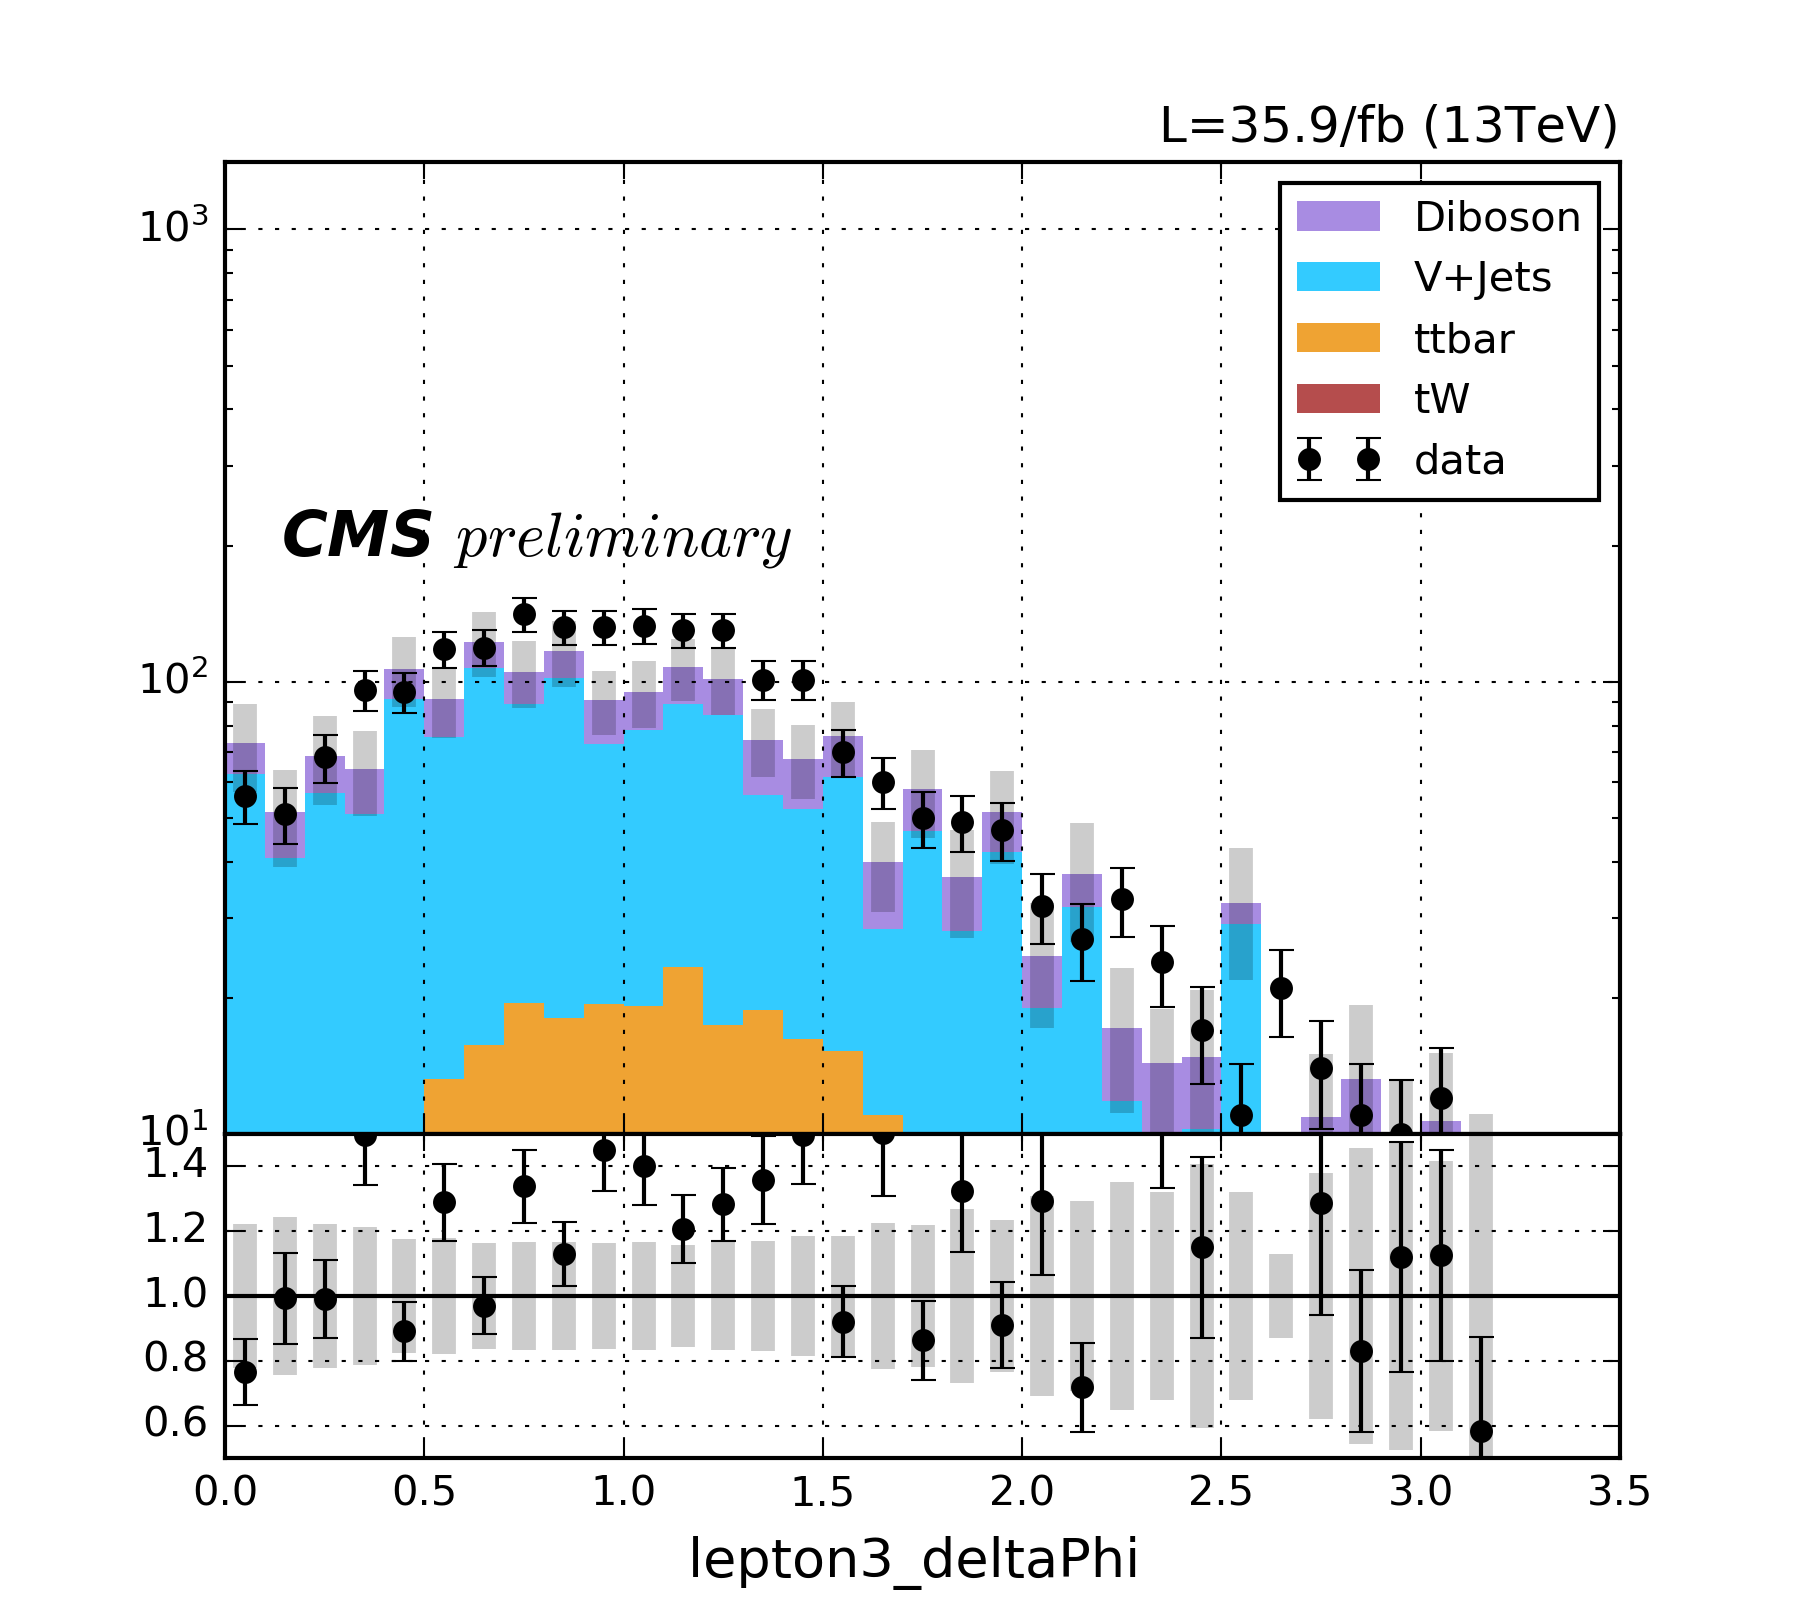 L=35.9/fb (13TeV)
10³
Diboson
V+Jets
ttbar
tW
data
CMS preliminary
10²
10¹
1.4
1.2
1.0
0.8
0.6
0.0 0.5 1.0 1.5 2.0 2.5 3.0 3.5
lepton3_deltaPhi